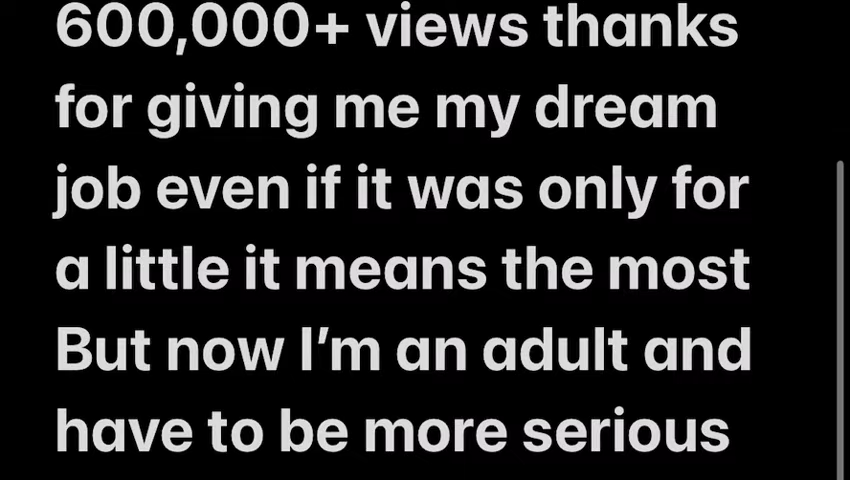 600,000+ views thanks
for giving me my dream
job even if it was only for
a little it means the most
But now I’m an adult and
have to be more serious